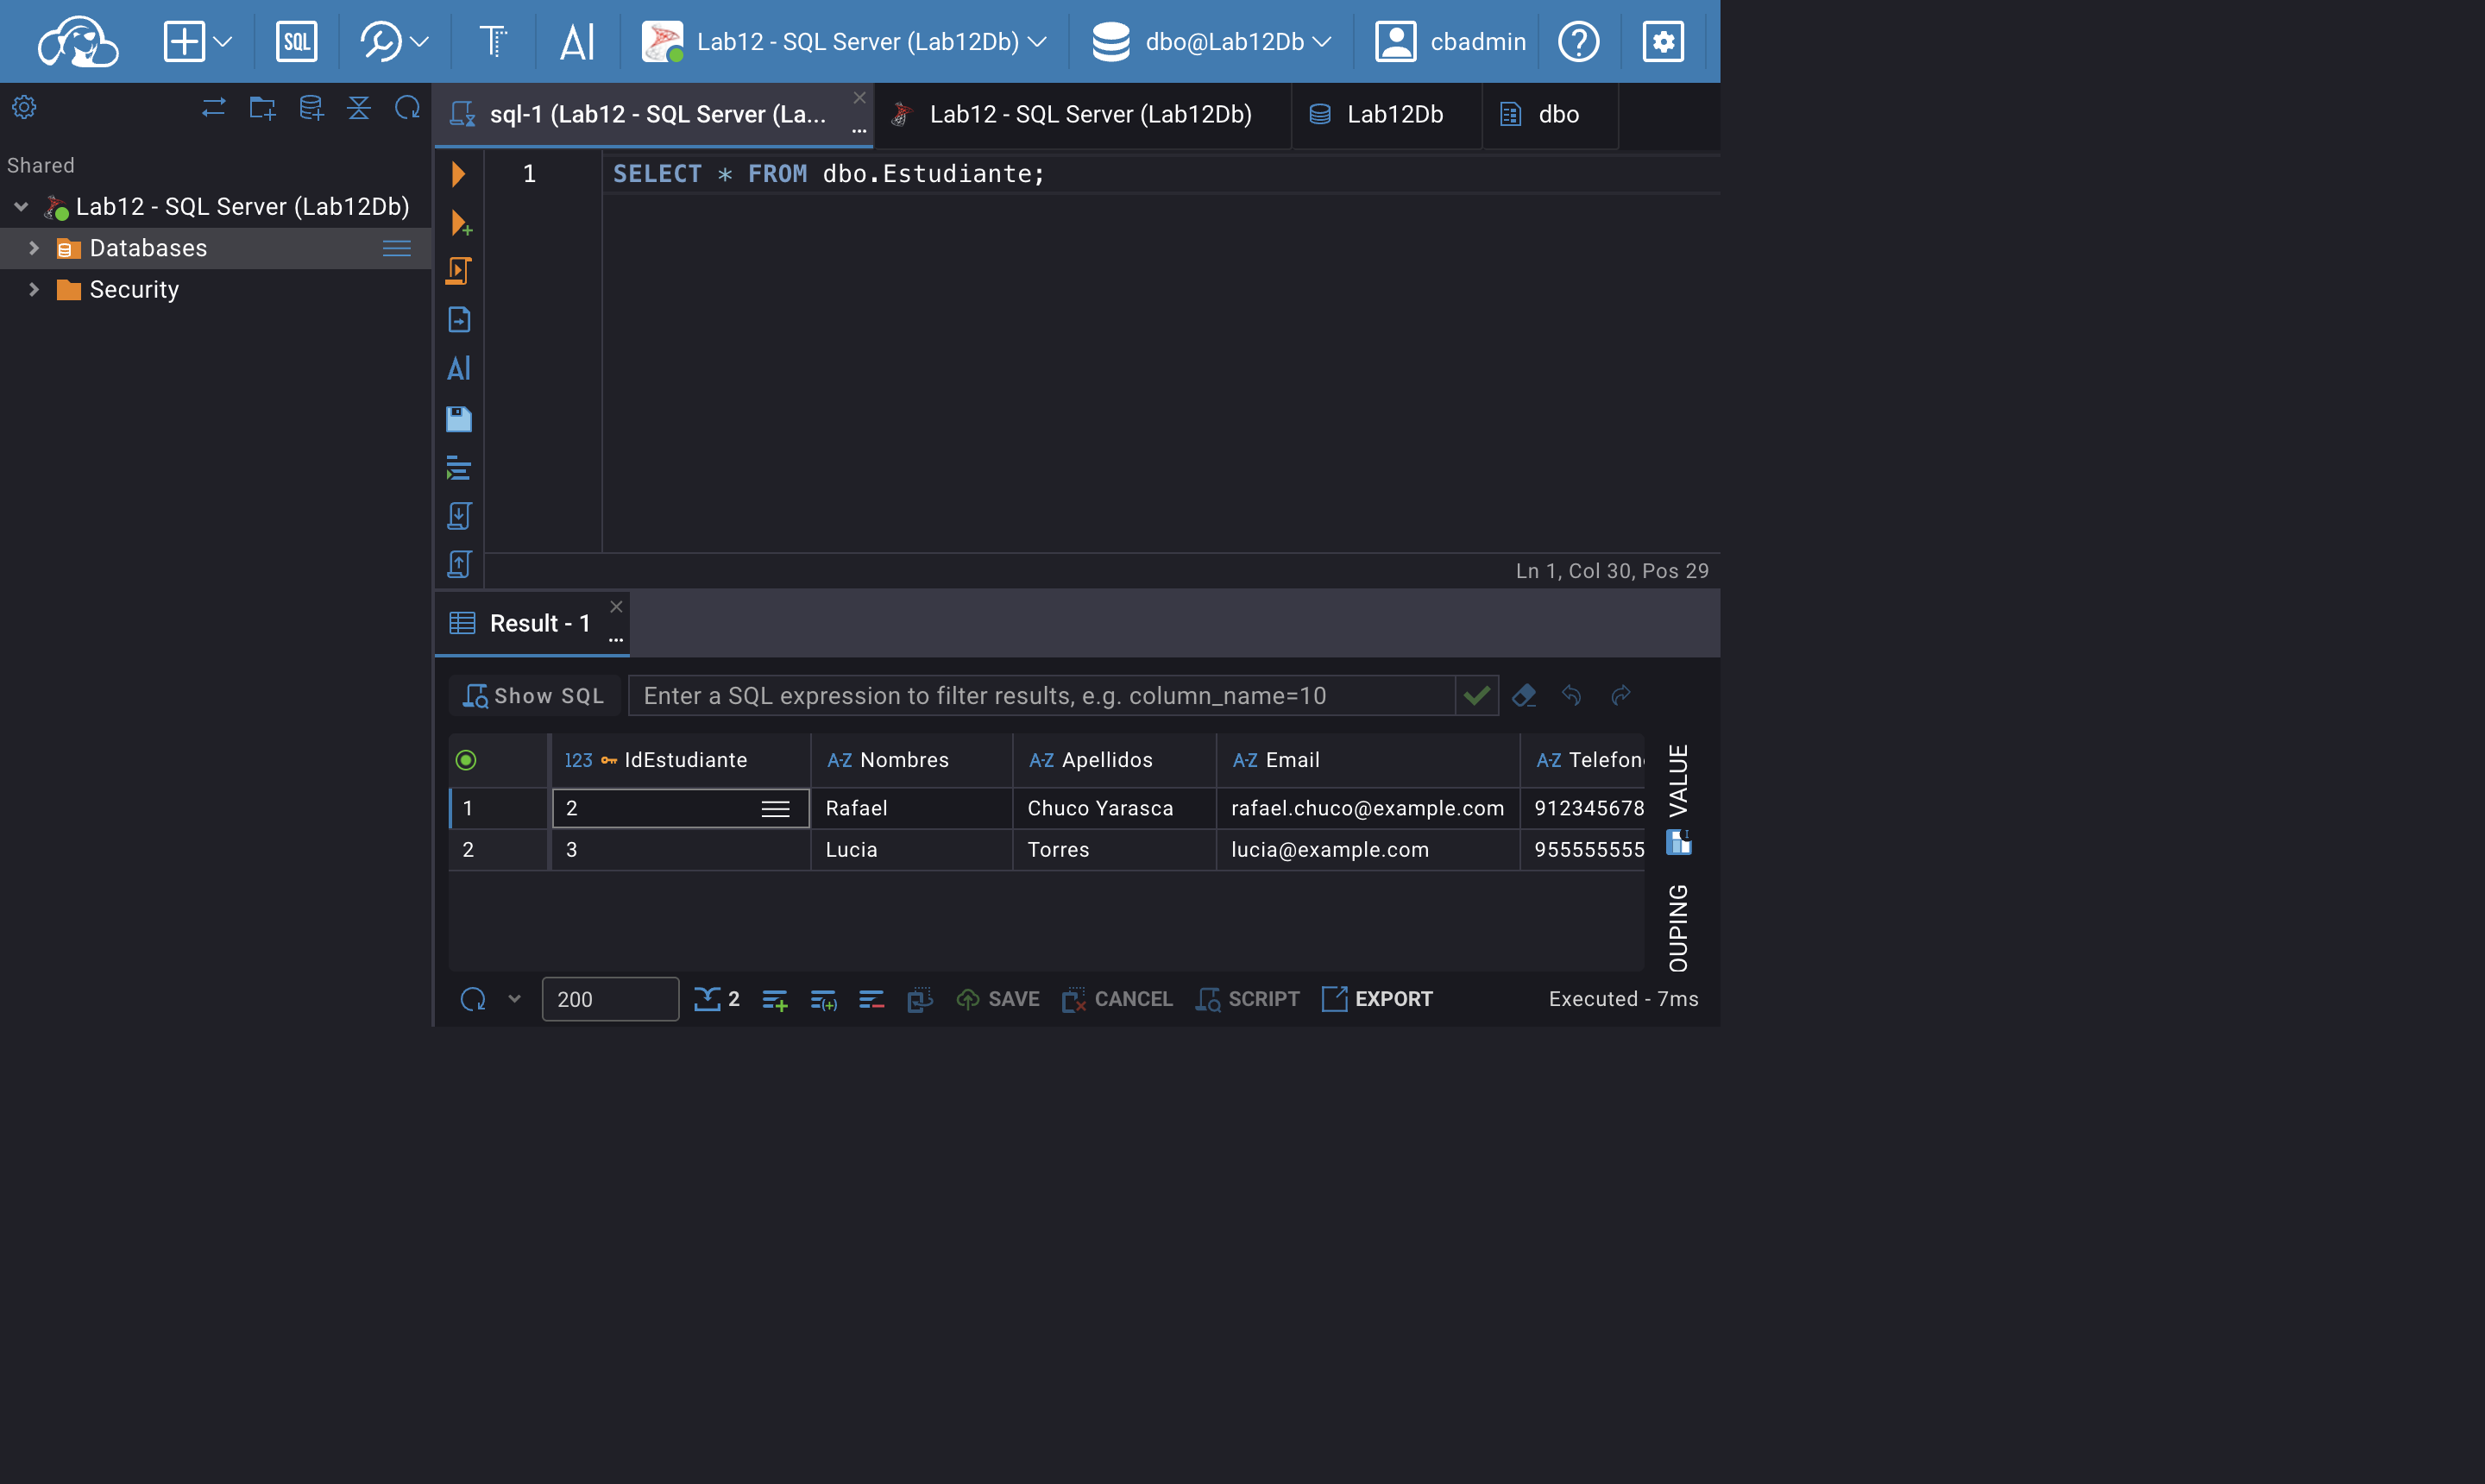 SQL
AI
Lab12 - SQL Server (Lab12Db)
dbo@Lab12Db
cbadmin
?
sql-1 (Lab12 - SQL Server (La...
Lab12 - SQL Server (Lab12Db)
Lab12Db
dbo
Shared
Lab12 - SQL Server (Lab12Db)
Databases
Security
1
SELECT * FROM dbo.Estudiante;
AI
Ln 1, Col 30, Pos 29
Result - 1
Show SQL
Enter a SQL expression to filter results, e.g. column_name=10
123 IdEstudiante A-Z Nombres A-Z Apellidos A-Z Email A-Z Telefon
1 2 Rafael Chuco Yarasca rafael.chuco@example.com 912345678
2 3 Lucia Torres lucia@example.com 955555555
VALUE
OUPING
200 2 SAVE CANCEL SCRIPT EXPORT Executed - 7ms